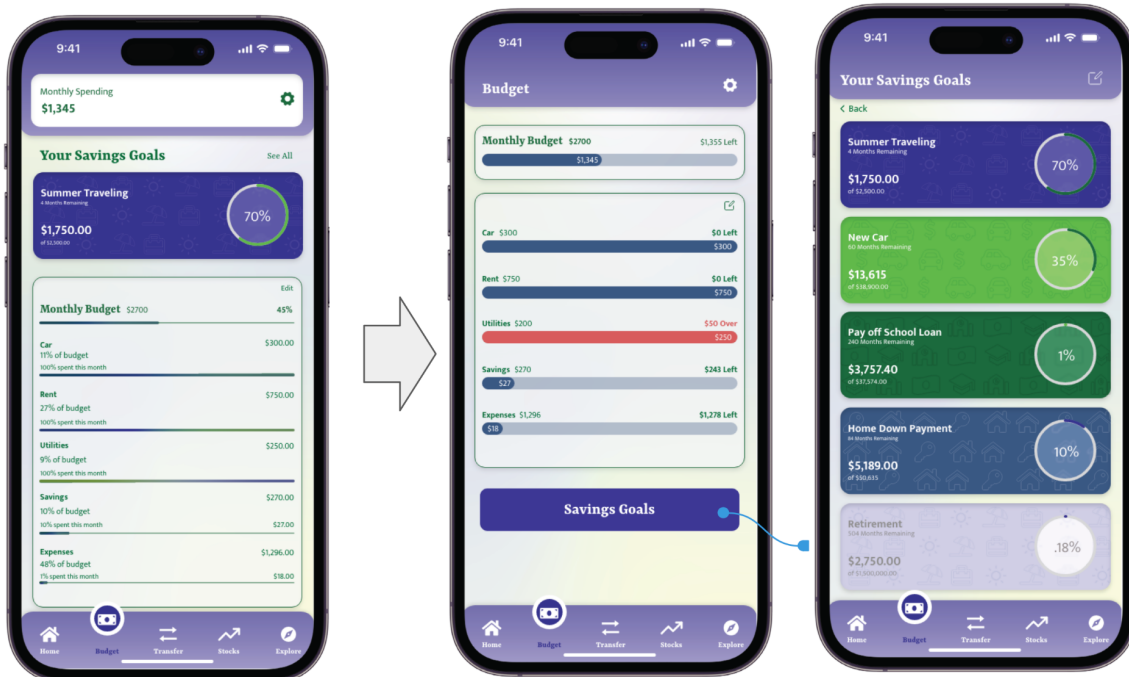 9:41
Monthly Spending
$1,345
Your Savings Goals See All
Summer Traveling
4 Months Remaining
$1,750.00
of $2,500.00
70%
Edit
Monthly Budget $2700 45%
Car $300.00
11% of budget
100% spent this month
Rent $750.00
27% of budget
100% spent this month
Utilities $250.00
9% of budget
100% spent this month
Savings $270.00
10% of budget
10% spent this month $27.00
Expenses $1,296.00
48% of budget
1% spent this month $18.00
Home Budget Transfer Stocks Explore
9:41
Budget
Monthly Budget $2700 $1,355 Left
$1,345
Car $300 $0 Left
$300
Rent $750 $0 Left
$750
Utilities $200 $50 Over
$250
Savings $270 $243 Left
$27
Expenses $1,296 $1,278 Left
$18
Savings Goals
Home Budget Transfer Stocks Explore
9:41
Your Savings Goals
< Back
Summer Traveling
4 Months Remaining
$1,750.00
of $2,500.00
70%
New Car
60 Months Remaining
$13,615
of $38,900.00
35%
Pay off School Loan
240 Months Remaining
$3,757.40
of $37,574.00
1%
Home Down Payment
84 Months Remaining
$5,189.00
of $50,635
10%
Retirement
504 Months Remaining
$2,750.00
of $1,500,000.00
.18%
Home Budget Transfer Stocks Explore